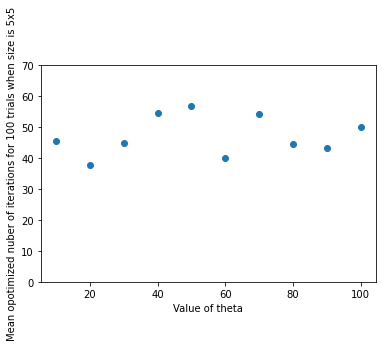 Mean opotimized nuber of iterations for 100 trials when size is 5x5
70
60
50
40
30
20
10
0
20 40 60 80 100
Value of theta